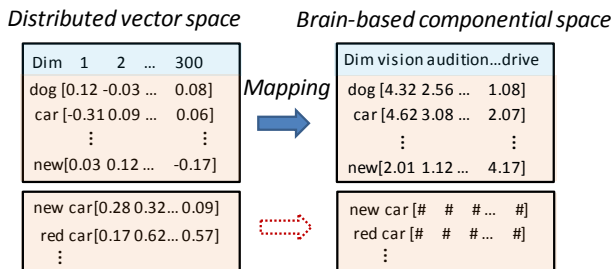 Distributed vector space
Brain-based componential space
Dim 1 2 ... 300
dog [0.12 -0.03 ... 0.08]
car [-0.31 0.09 ... 0.06]
⋮ ⋮
new[0.03 0.12 ... -0.17]
Mapping
Dim vision audition...drive
dog [4.32 2.56 ... 1.08]
car [4.62 3.08 ... 2.07]
⋮ ⋮
new[2.01 1.12 ... 4.17]
new car[0.28 0.32... 0.09]
red car[0.17 0.62... 0.57]
⋮
new car [# # # ... #]
red car [# # # ... #]
⋮